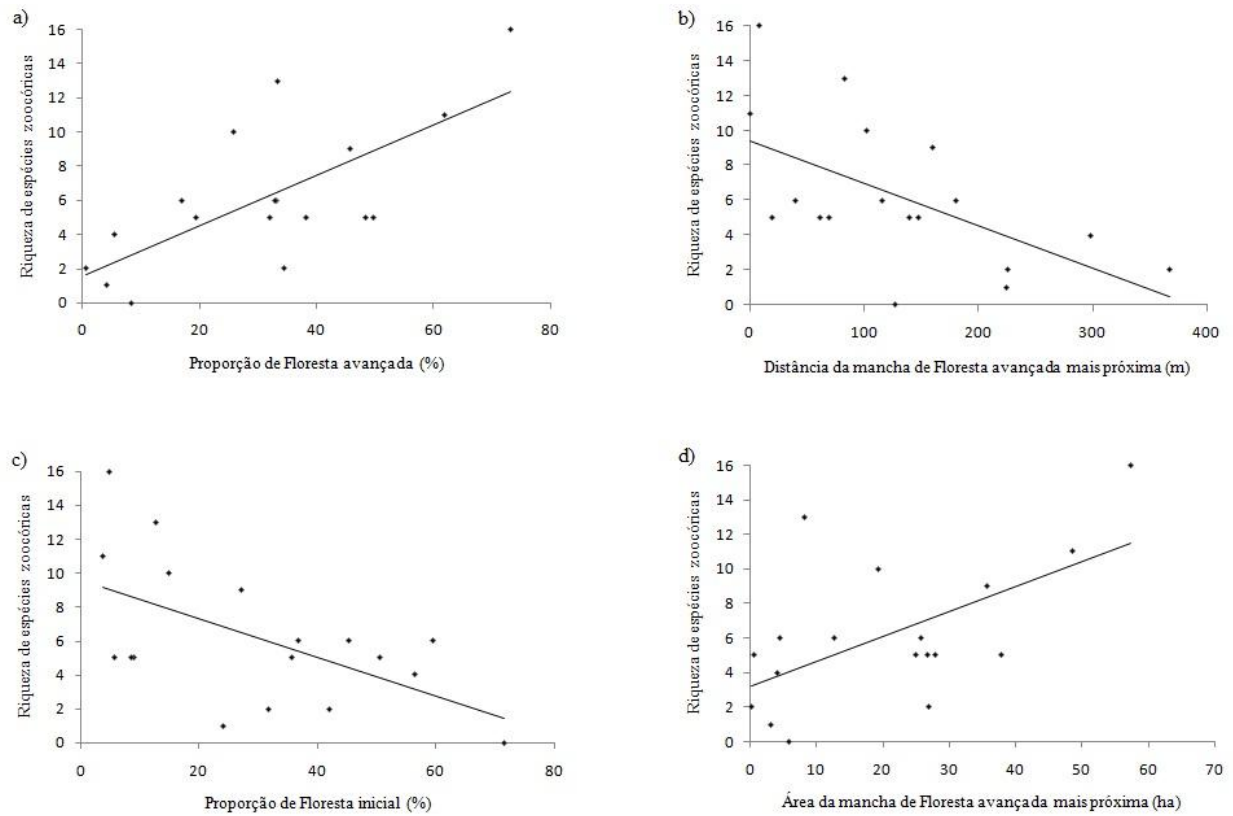 a)
Riqueza de espécies zoocóricas
16
14
12
10
8
6
4
2
0
0 20 40 60 80
Proporção de Floresta avançada (%)
b)
Riqueza de espécies zoocóricas
16
14
12
10
8
6
4
2
0
0 100 200 300 400
Distância da mancha de Floresta avançada mais próxima (m)
c)
Riqueza de espécies zoocóricas
16
14
12
10
8
6
4
2
0
0 20 40 60 80
Proporção de Floresta inicial (%)
d)
Riqueza de espécies zoocóricas
16
14
12
10
8
6
4
2
0
0 10 20 30 40 50 60 70
Área da mancha de Floresta avançada mais próxima (ha)